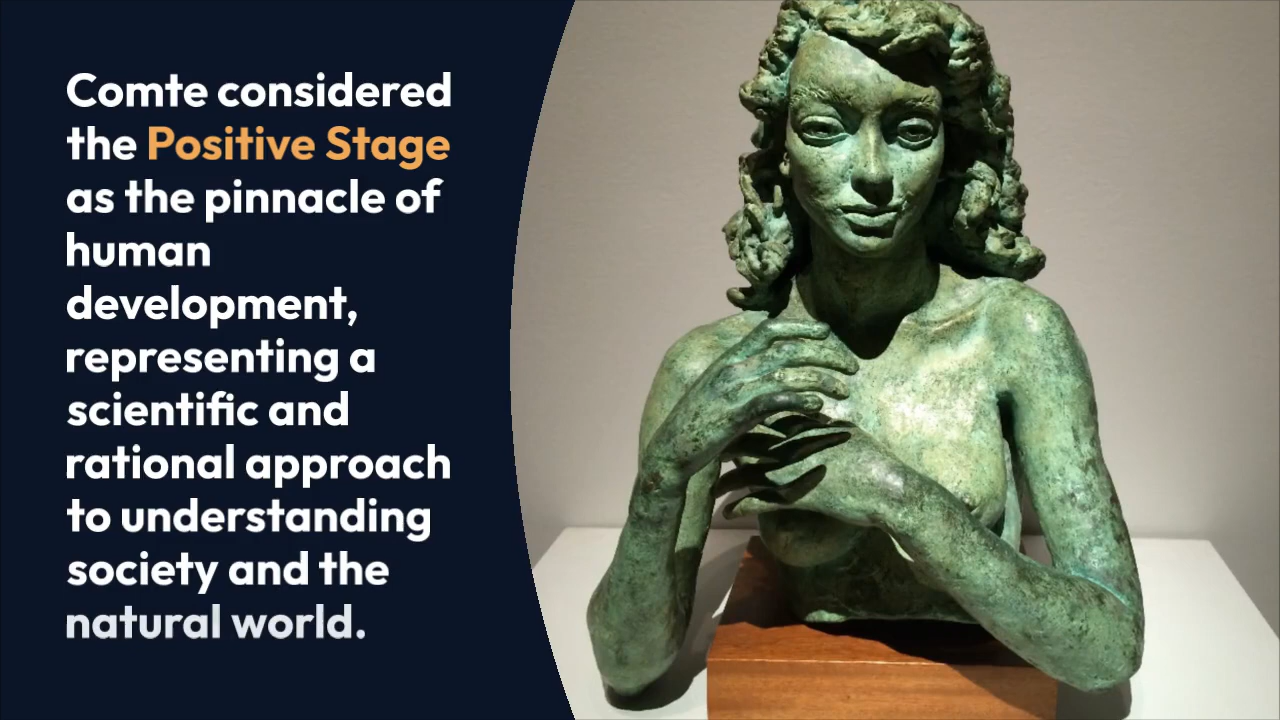 Comte considered
the Positive Stage
as the pinnacle of
human
development,
representing a
scientific and
rational approach
to understanding
society and the
natural world.